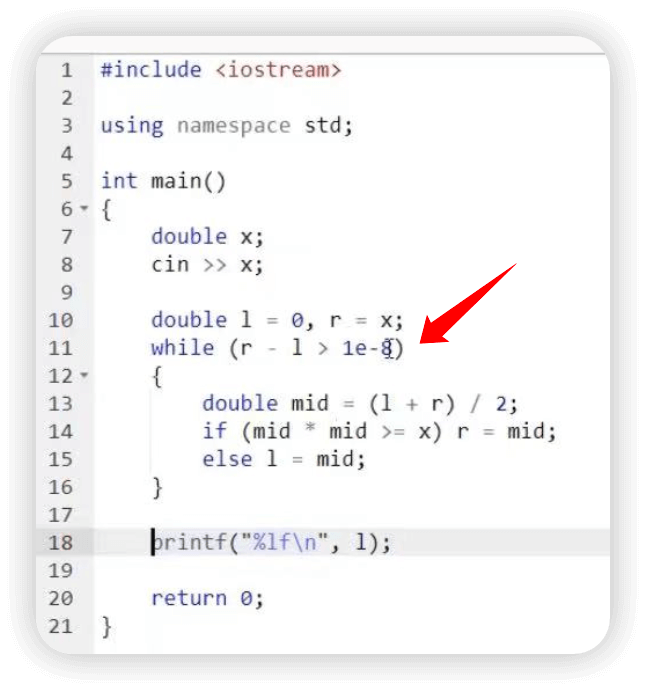 1 #include <iostream>
2
3 using namespace std;
4
5 int main()
6 {
7 double x;
8 cin >> x;
9
10 double l = 0, r = x;
11 while (r - l > 1e-8)
12 {
13 double mid = (l + r) / 2;
14 if (mid * mid >= x) r = mid;
15 else l = mid;
16 }
17
18 printf("%lf\n", l);
19
20 return 0;
21 }